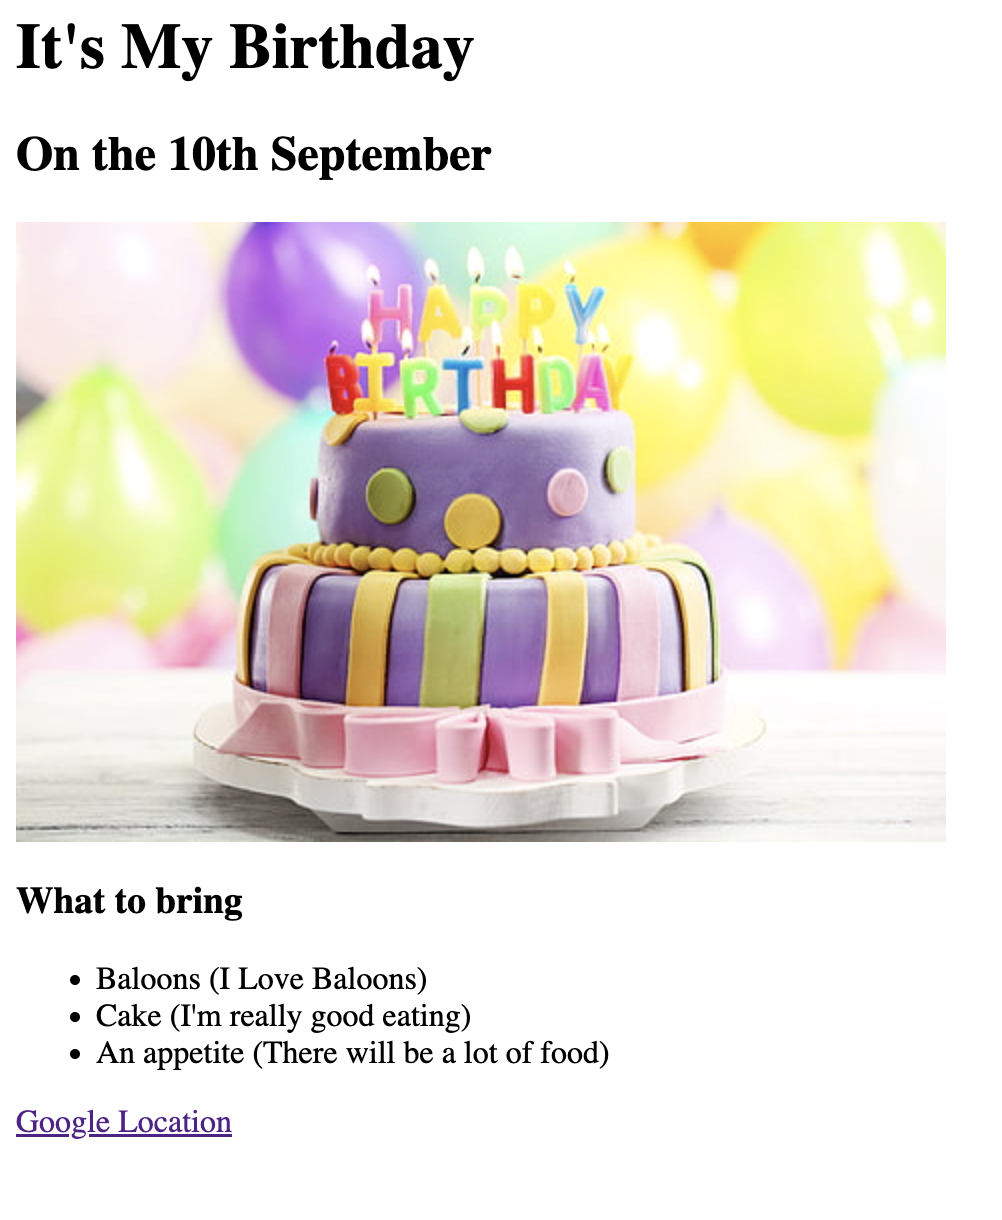 It's My Birthday
On the 10th September
HAPPY
BIRTHDAY
What to bring
Baloons (I Love Baloons)
Cake (I'm really good eating)
An appetite (There will be a lot of food)
Google Location